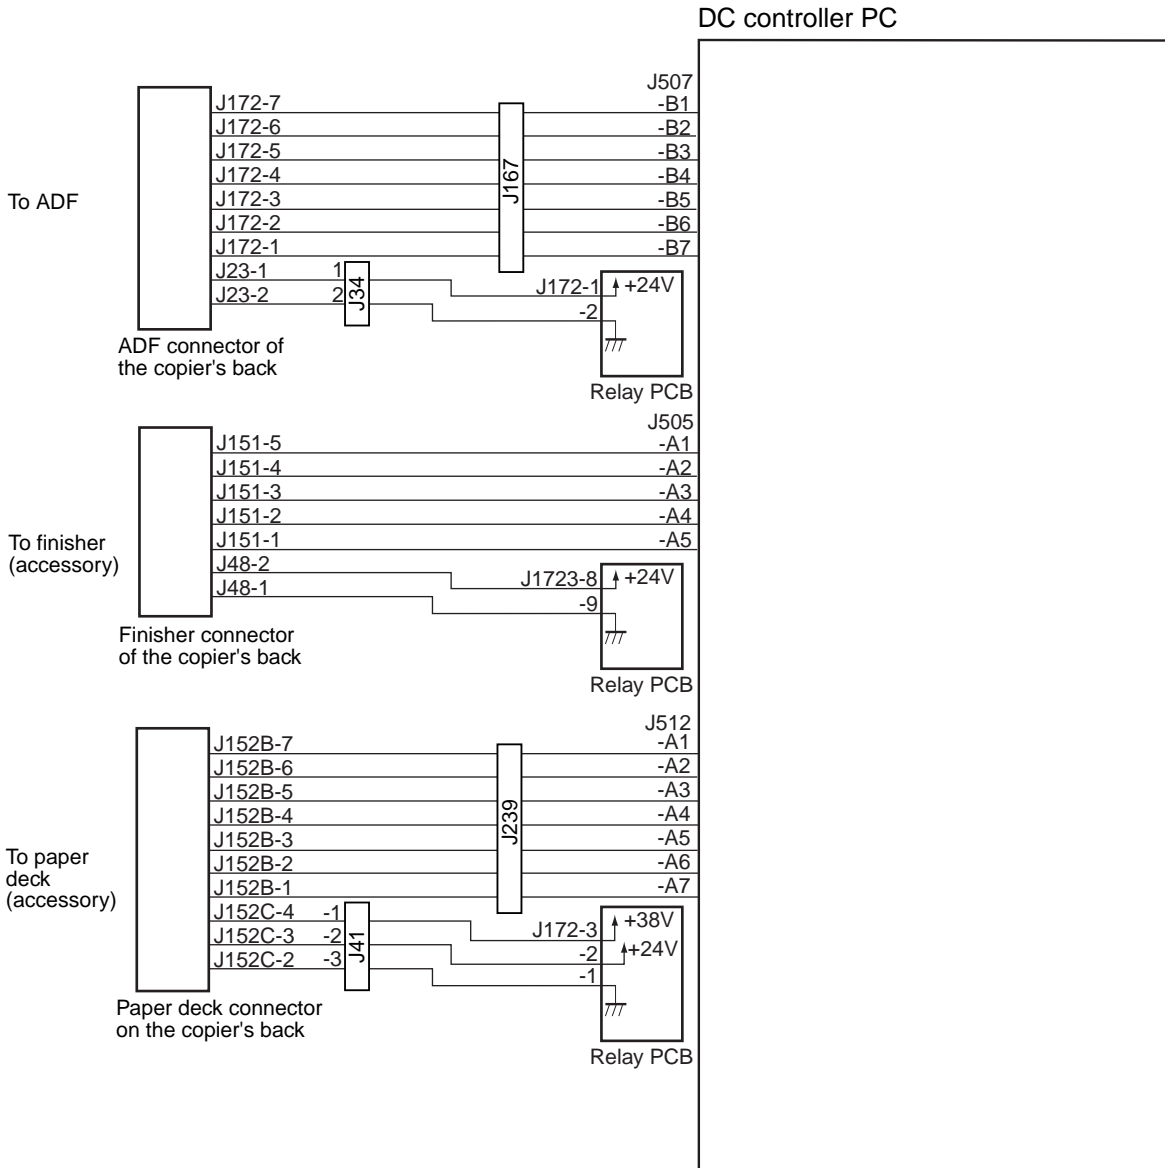 DC controller PC
J507
J172-7
-B1
J172-6
-B2
J172-5
-B3
J172-4
-B4
J172-3
-B5
J172-2
-B6
J172-1
-B7
J167
To ADF
J23-1
1
J23-2
2
J34
J172-1
+24V
-2
ADF connector of
the copier's back
Relay PCB
J505
J151-5
-A1
J151-4
-A2
J151-3
-A3
J151-2
-A4
J151-1
-A5
To finisher
(accessory)
J48-2
J48-1
J1723-8
+24V
-9
Finisher connector
of the copier's back
Relay PCB
J512
J152B-7
-A1
J152B-6
-A2
J152B-5
-A3
J152B-4
-A4
J152B-3
-A5
J152B-2
-A6
J152B-1
-A7
J239
To paper
deck
(accessory)
J152C-4
-1
J152C-3
-2
J152C-2
-3
J41
J172-3
+38V
-2
+24V
-1
Paper deck connector
on the copier's back
Relay PCB